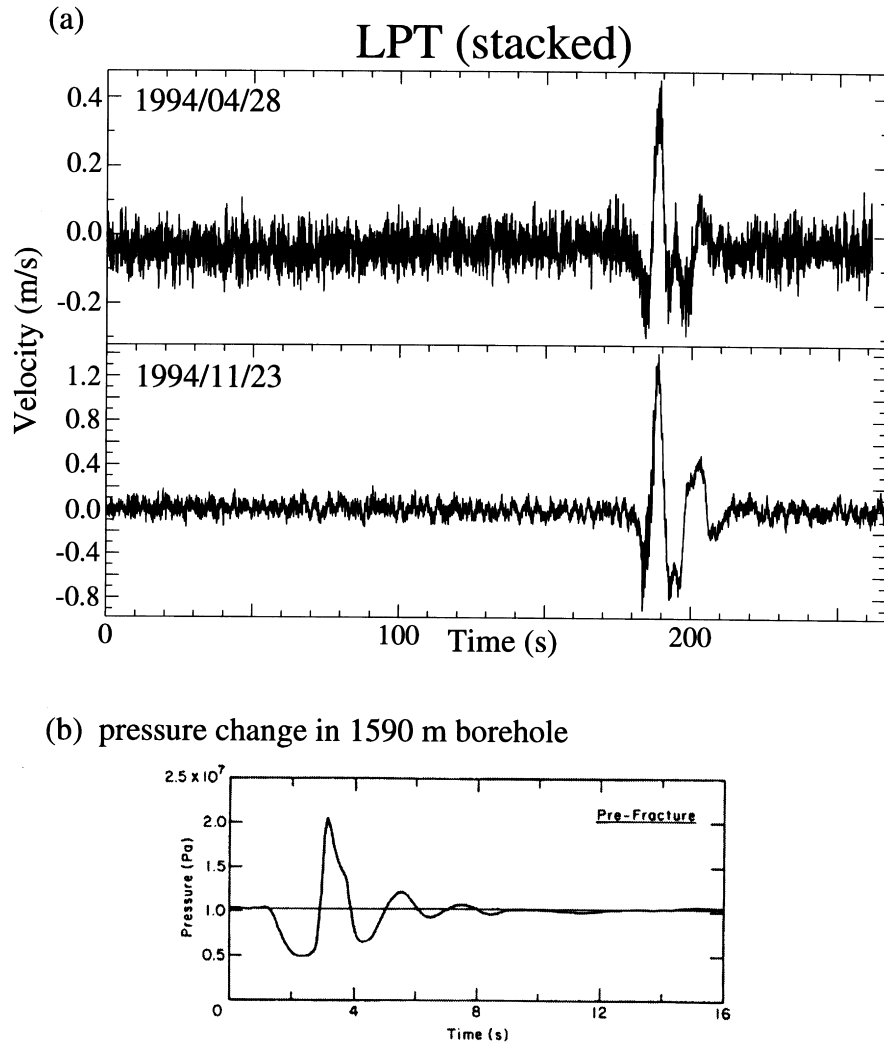 (a)
LPT (stacked)
1994/04/28
0.4
0.2
0.0
-0.2
Velocity (m/s)
1994/11/23
1.2
0.8
0.4
0.0
-0.4
-0.8
0 100 200
Time (s)
(b) pressure change in 1590 m borehole
2.5 x 10^7
Pre-Fracture
2.0
1.5
1.0
0.5
0
Pressure (Pa)
4 8 12 16
Time (s)